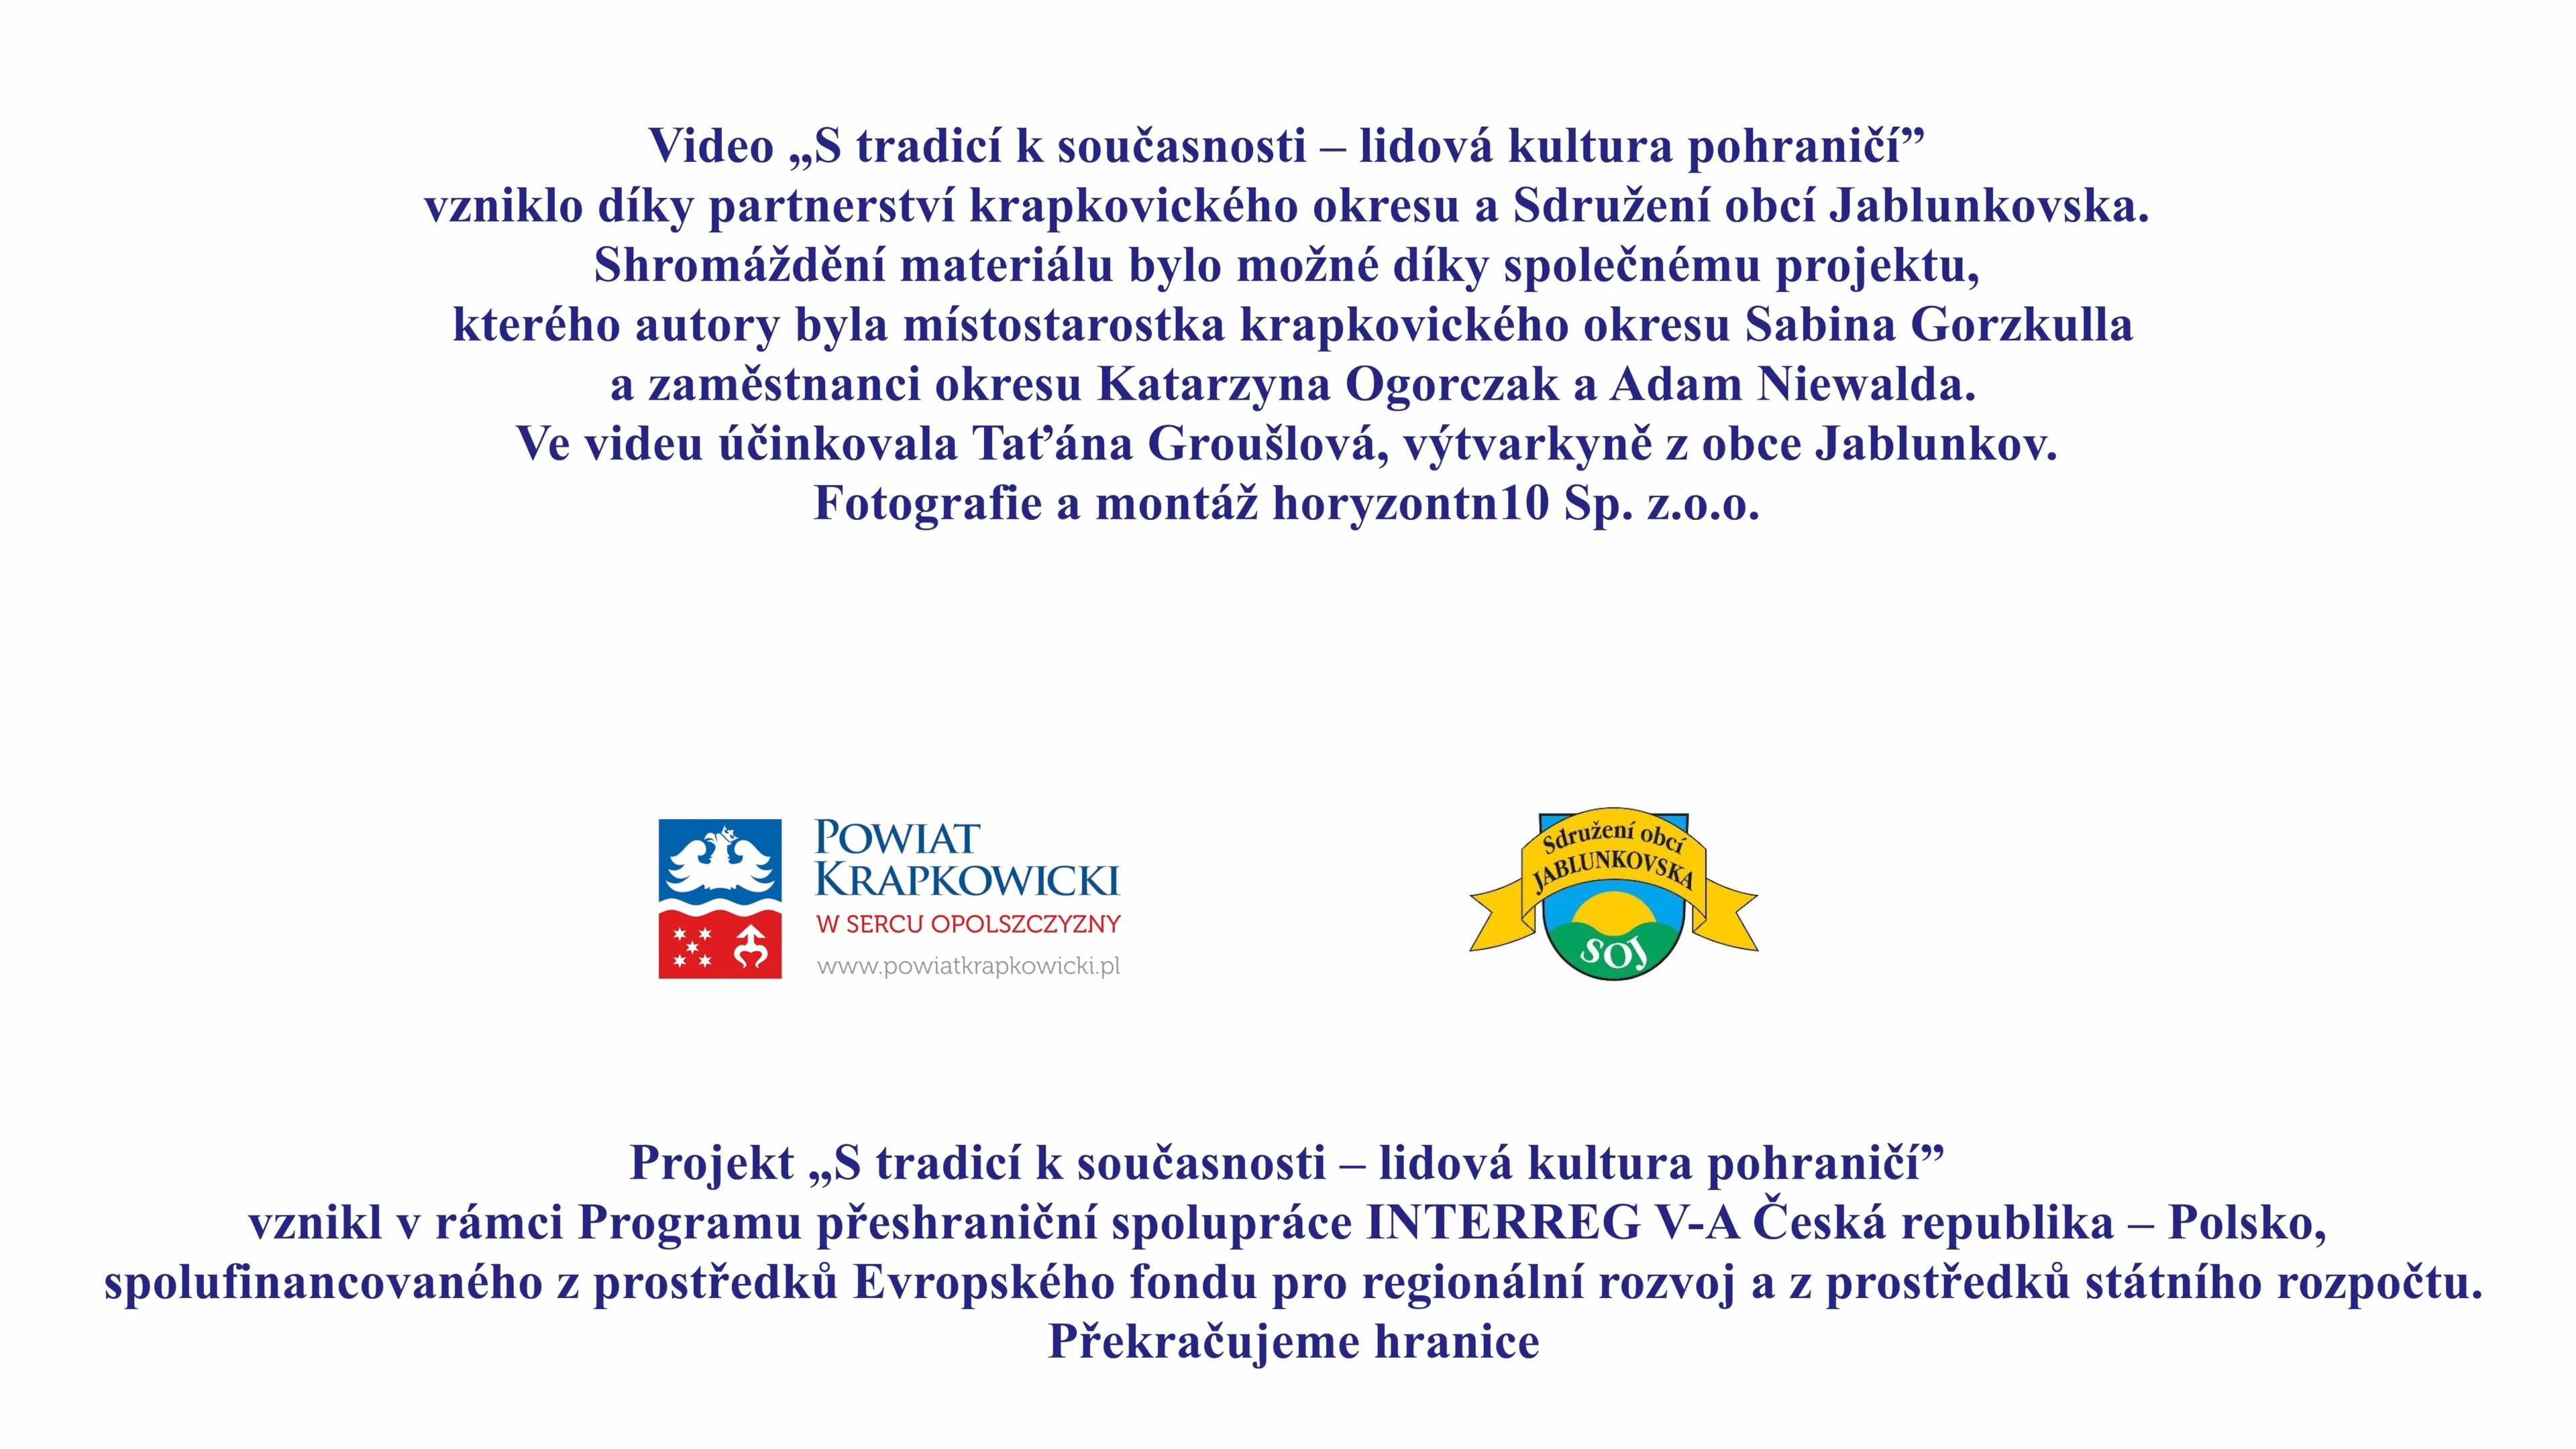 Video „S tradicí k současnosti – lidová kultura pohraničí”
vzniklo díky partnerství krapkovického okresu a Sdružení obcí Jablunkovska.
Shromáždění materiálu bylo možné díky společnému projektu,
kterého autory byla místostarostka krapkovického okresu Sabina Gorzkulla
a zaměstnanci okresu Katarzyna Ogorczak a Adam Niewalda.
Ve videu účinkovala Taťána Groušlová, výtvarkyně z obce Jablunkov.
Fotografie a montáž horyzontn10 Sp. z.o.o.
POWIAT
KRAPKOWICKI
W SERCU OPOLSZCZYZNY
www.powiatkrapkowicki.pl
Sdružení obcí
JABLUNKOVSKA
SOJ
Projekt „S tradicí k současnosti – lidová kultura pohraničí”
vznikl v rámci Programu přeshraniční spolupráce INTERREG V-A Česká republika – Polsko,
spolufinancovaného z prostředků Evropského fondu pro regionální rozvoj a z prostředků státního rozpočtu.
Překračujeme hranice